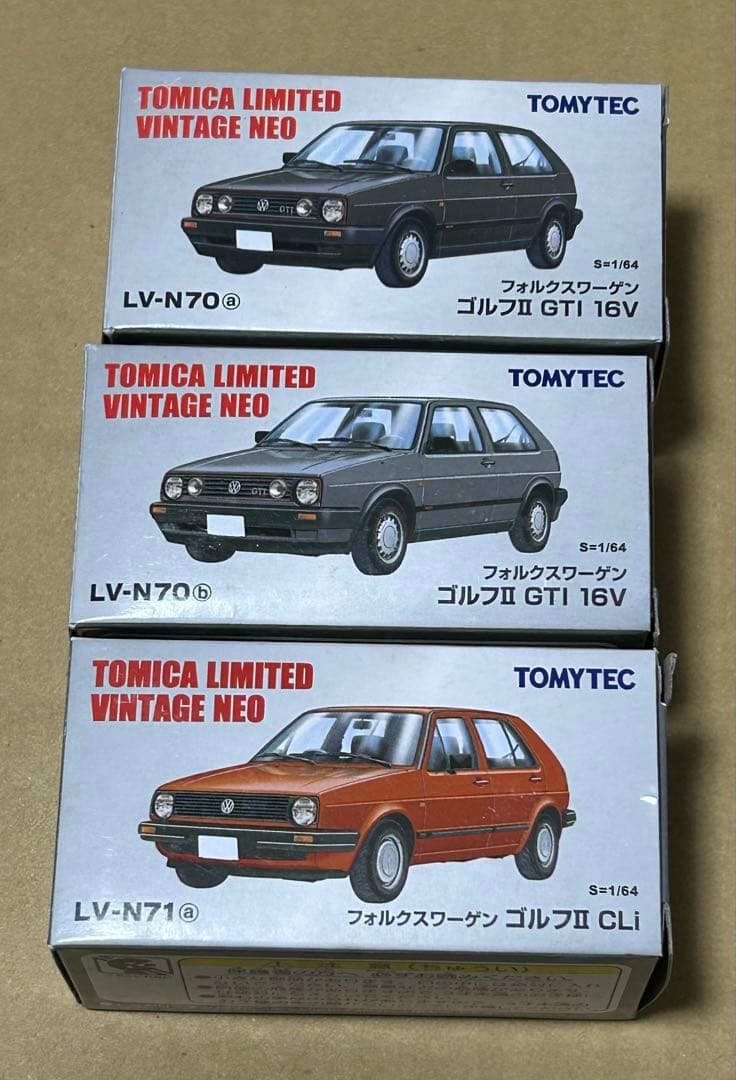 TOMICA LIMITED
VINTAGE NEO
TOMYTEC
GTI
S=1/64
フォルクスワーゲン
LV-N70ⓐ
ゴルフII GTI 16V
TOMICA LIMITED
VINTAGE NEO
TOMYTEC
GTI
S=1/64
フォルクスワーゲン
LV-N70ⓑ
ゴルフII GTI 16V
TOMICA LIMITED
VINTAGE NEO
TOMYTEC
S=1/64
LV-N71ⓐ
フォルクスワーゲン ゴルフII CLi
(ちゅうい)